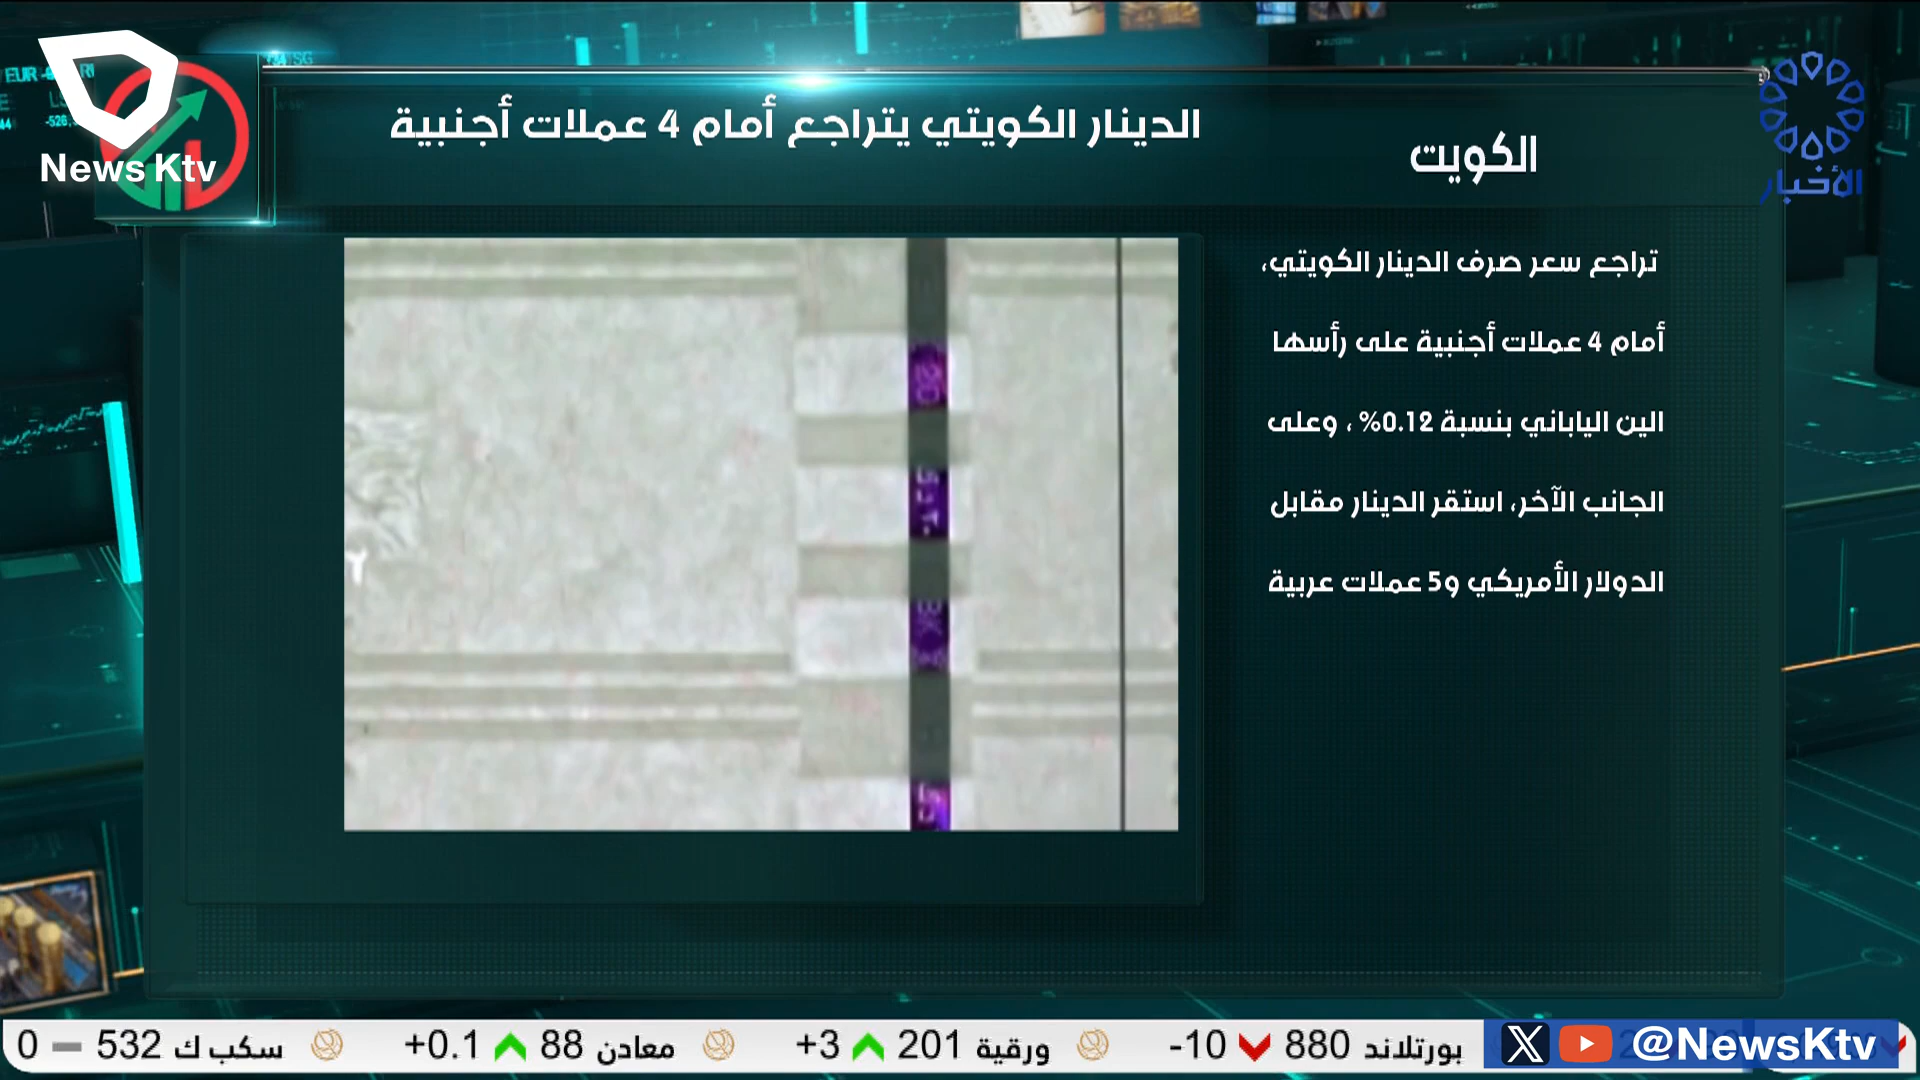 News Ktv
الأخبار
الكويت
الدينار الكويتي يتراجع أمام 4 عملات أجنبية
تراجع سعر صرف الدينار الكويتي،
أمام 4 عملات أجنبية على رأسها
الين الياباني بنسبة 0.12% ، وعلى
الجانب الآخر، استقر الدينار مقابل
الدولار الأمريكي و5 عملات عربية
بورتلاند 880 -10 ورقية 201 +3 معادن 88 +0.1 سكب ك 532 0
@NewsKtv